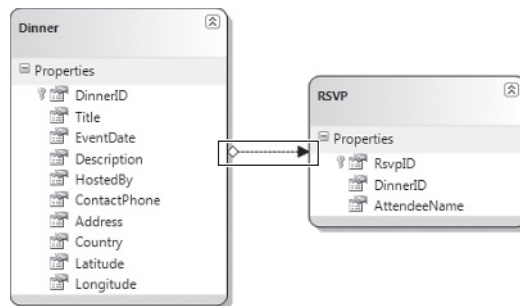 Dinner
Properties
DinnerID
Title
EventDate
Description
HostedBy
ContactPhone
Address
Country
Latitude
Longitude
RSVP
Properties
RsvpID
DinnerID
AttendeeName